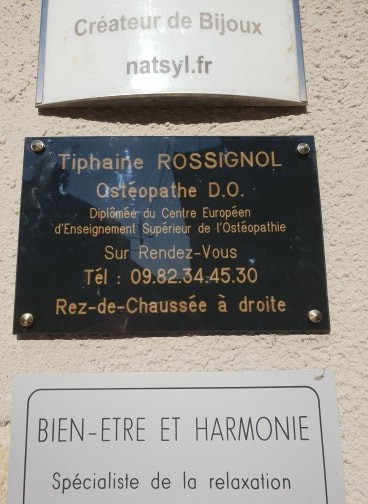 Créateur de Bijoux
natsyl.fr
Tiphaine ROSSIGNOL
Ostéopathe D.O.
Diplômée du Centre Européen
d'Enseignement Supérieur de l'Ostéopathie
Sur Rendez-Vous
Tél : 09.82.34.45.30
Rez-de-Chaussée à droite
BIEN-ETRE ET HARMONIE
Spécialiste de la relaxation